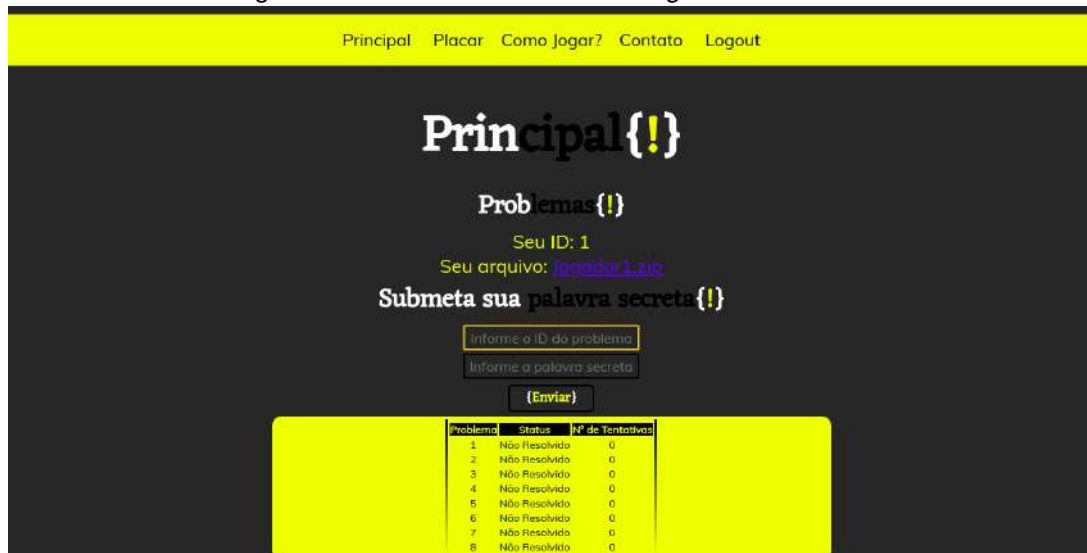 Principal Placar Como Jogar? Contato Logout
Principal{!}
Problemas{!}
Seu ID: 1
Seu arquivo: jogador1.zip
Submeta sua palavra secreta{!}
Informe o ID do problema
Informe a palavra secreta
{Enviar}
Problema Status Nº de Tentativas
1 Não Resolvido 0
2 Não Resolvido 0
3 Não Resolvido 0
4 Não Resolvido 0
5 Não Resolvido 0
6 Não Resolvido 0
7 Não Resolvido 0
8 Não Resolvido 0